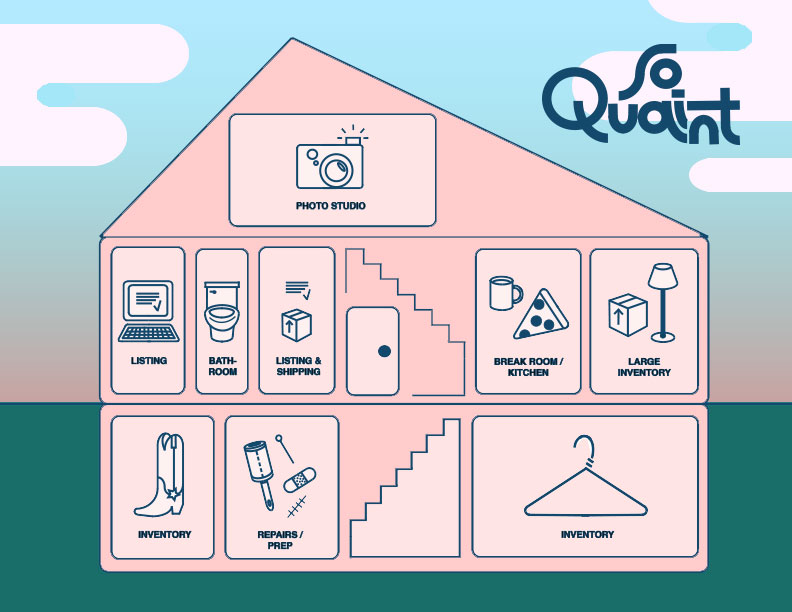 So
Quaint
PHOTO STUDIO
LISTING
BATH-
ROOM
LISTING &
SHIPPING
BREAK ROOM /
KITCHEN
LARGE
INVENTORY
INVENTORY
REPAIRS /
PREP
INVENTORY